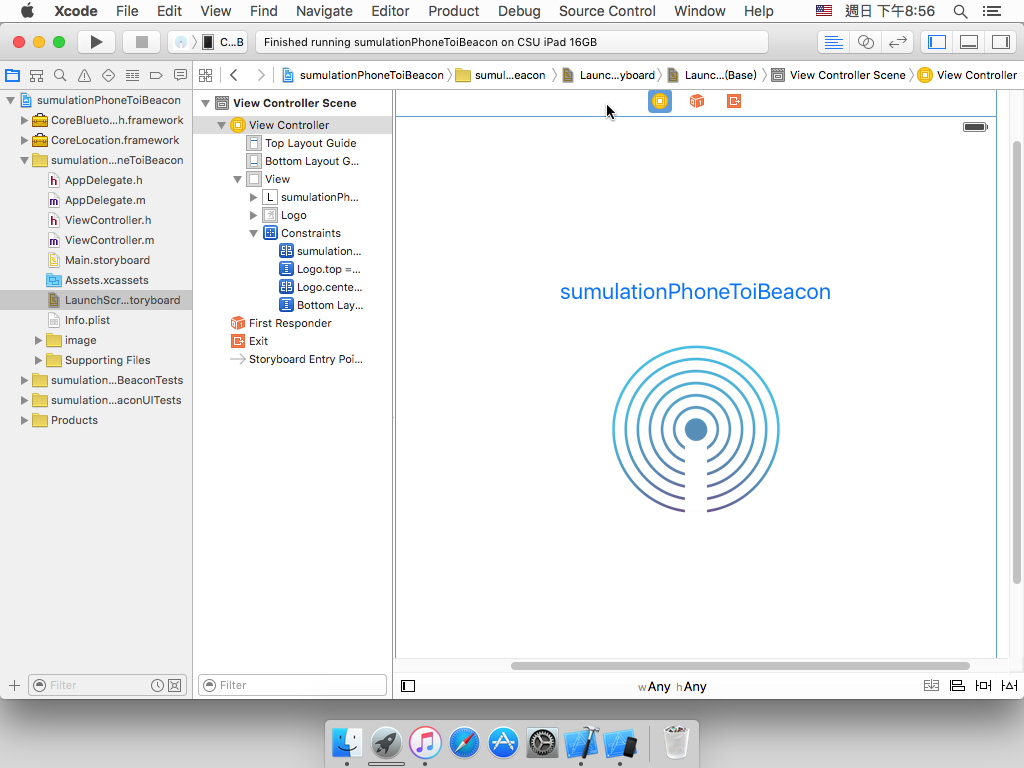 Xcode File Edit View Find Navigate Editor Product Debug Source Control Window Help 週日 下午8:56
C...B Finished running sumulationPhoneToiBeacon on CSU iPad 16GB
sumulationPhoneToiBeacon sumul...eacon Launc...yboard Launc...(Base) View Controller Scene View Controller
sumulationPhoneToiBeacon
CoreBlueto...h.framework
CoreLocation.framework
sumulation...neToiBeacon
h AppDelegate.h
m AppDelegate.m
h ViewController.h
m ViewController.m
Main.storyboard
Assets.xcassets
LaunchScr...toryboard
Info.plist
image
Supporting Files
sumulation...BeaconTests
sumulation...aconUITests
Products
Filter
View Controller Scene
View Controller
Top Layout Guide
Bottom Layout G...
View
L sumulationPh...
Logo
Constraints
sumulation...
Logo.top =...
Logo.cente...
Bottom Lay...
First Responder
Exit
Storyboard Entry Poi...
Filter
sumulationPhoneToiBeacon
wAny hAny